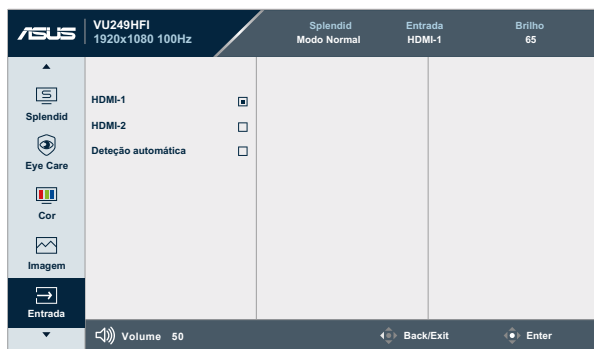 ASUS
VU249HFI
1920x1080 100Hz
Splendid
Modo Normal
Entrada
HDMI-1
Brilho
65
Splendid
Eye Care
Cor
Imagem
Entrada
HDMI-1
HDMI-2
Deteção automática
Volume 50
Back/Exit
Enter